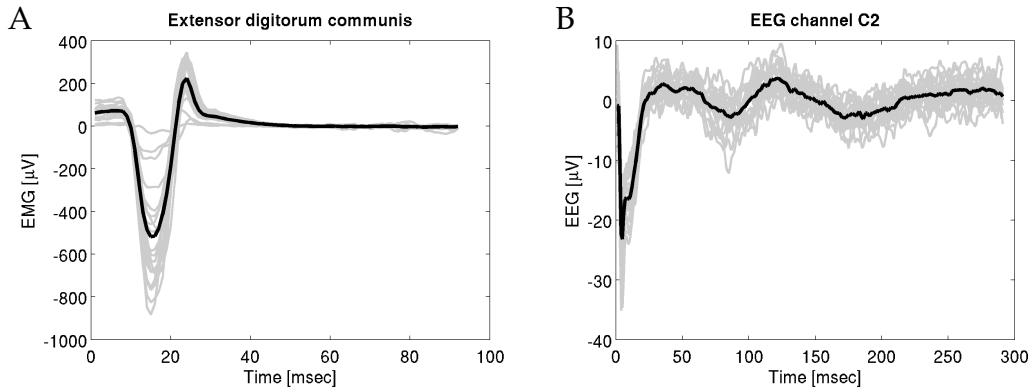 A
Extensor digitorum communis
EMG [μV]
400
200
0
-200
-400
-600
-800
-1000
0 20 40 60 80 100
Time [msec]
B
EEG channel C2
EEG [μV]
10
0
-10
-20
-30
-40
0 50 100 150 200 250 300
Time [msec]